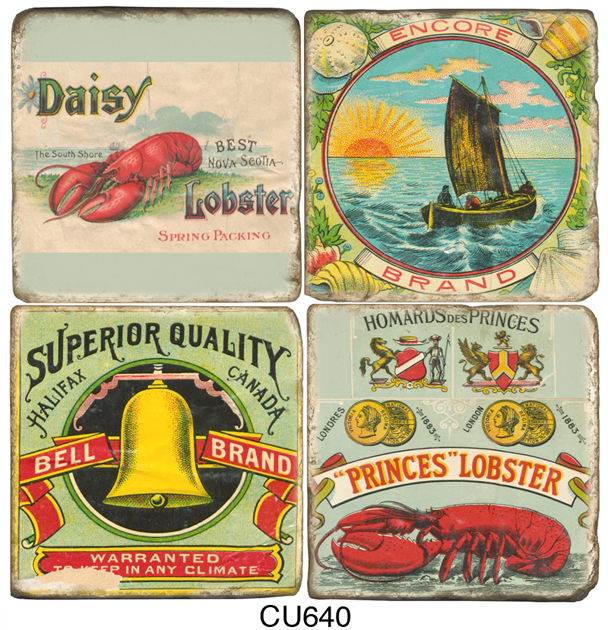 Daisy
The South Shore
BEST
NOVA SCOTIA
Lobster
SPRING PACKING
ENCORE
BRAND
SUPERIOR QUALITY
HALIFAX
CANADA
BELL BRAND
WARRANTED
TO KEEP IN ANY CLIMATE
HOMARDS DES PRINCES
LONDRES
1883
LONDON
1883
"PRINCES" LOBSTER
CU640